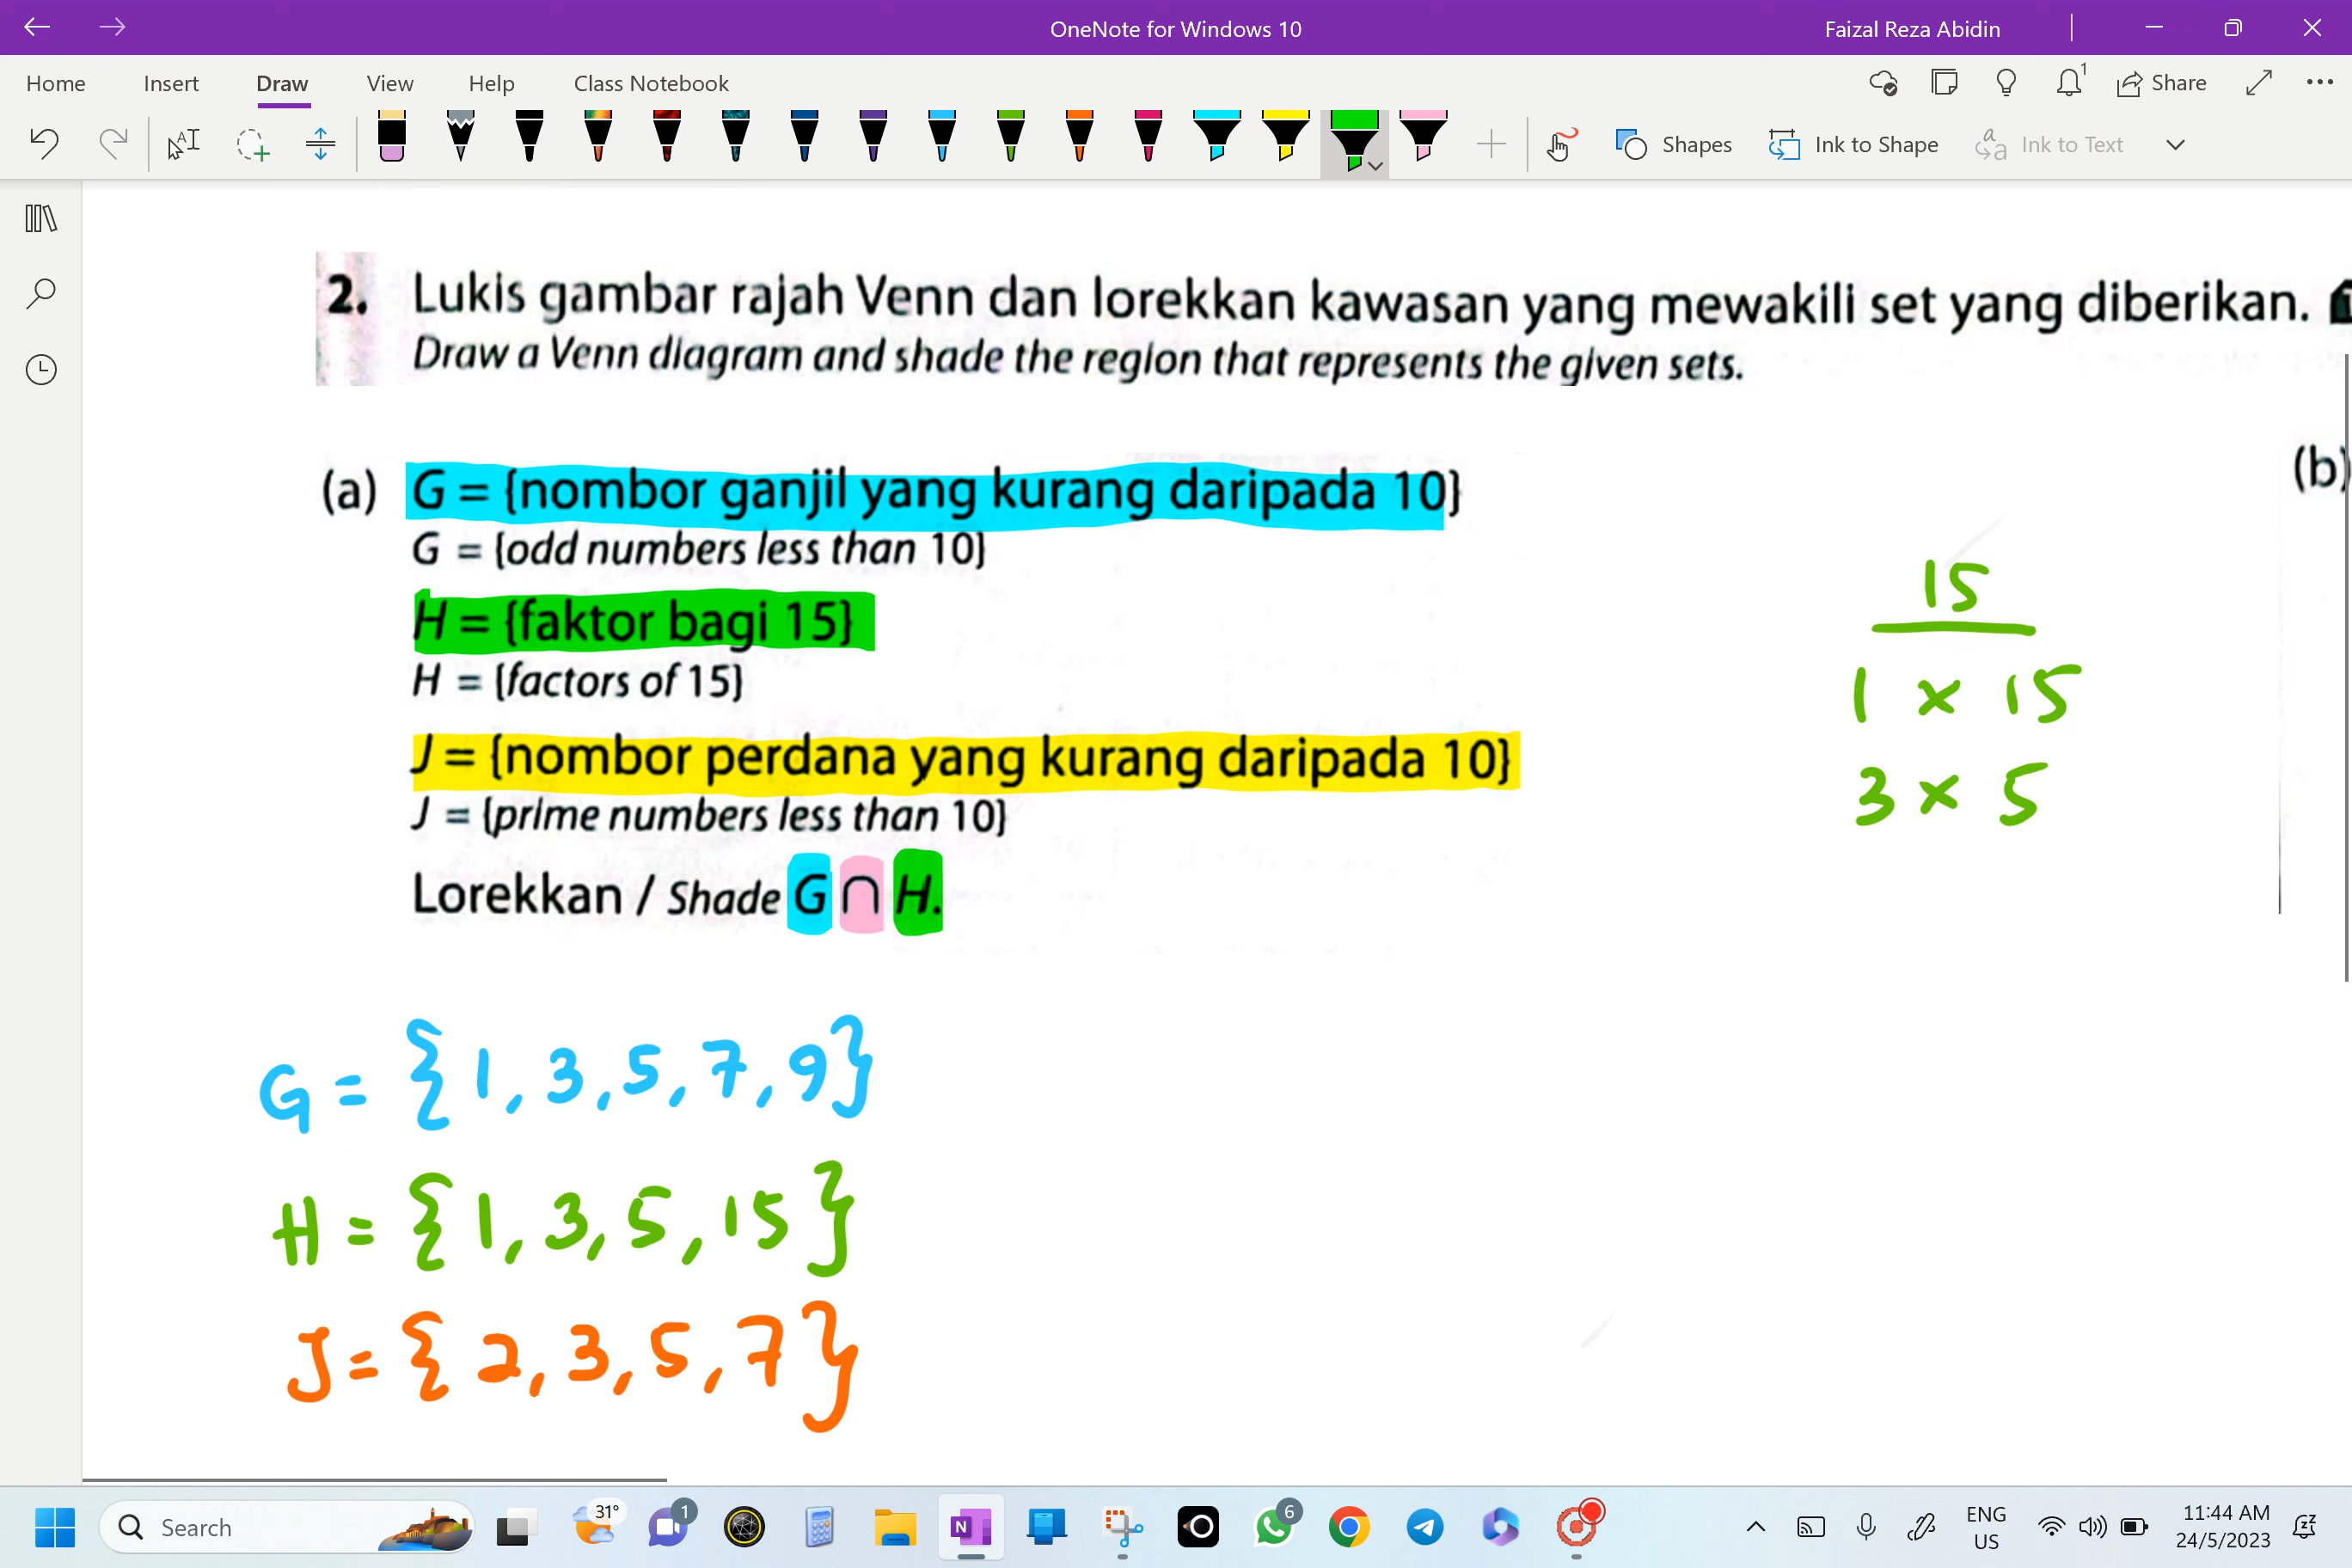 OneNote for Windows 10
Faizal Reza Abidin
Home Insert Draw View Help Class Notebook
1
Share
Shapes
Ink to Shape
Ink to Text
2. Lukis gambar rajah Venn dan lorekkan kawasan yang mewakili set yang diberikan.
Draw a Venn diagram and shade the region that represents the given sets.
(a) G = {nombor ganjil yang kurang daripada 10}
G = {odd numbers less than 10}
H = {faktor bagi 15}
H = {factors of 15}
J = {nombor perdana yang kurang daripada 10}
J = {prime numbers less than 10}
Lorekkan / Shade G ∩ H.
(b)
15
1 × 15
3 × 5
G = {1, 3, 5, 7, 9}
H = {1, 3, 5, 15}
J = {2, 3, 5, 7}
Search
31°
1
6
ENG
US
11:44 AM
24/5/2023